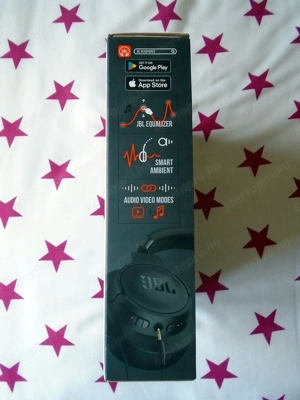 GET IT ON
Google Play
Download on the
App Store
JBL EQUALIZER
SMART
AMBIENT
AUDIO VIDEO MODES
JBL